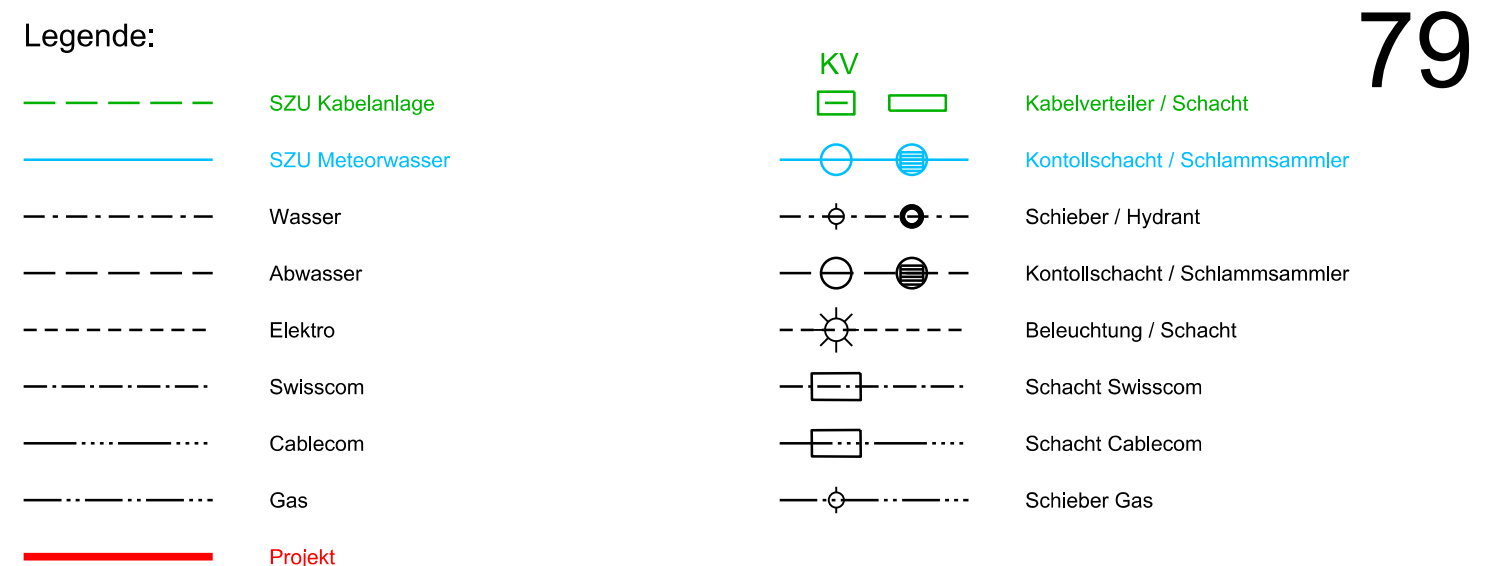 Legende:
79
KV
SZU Kabelanlage
Kabelverteiler / Schacht
SZU Meteorwasser
Kontollschacht / Schlammsammler
Wasser
Schieber / Hydrant
Abwasser
Kontollschacht / Schlammsammler
Elektro
Beleuchtung / Schacht
Swisscom
Schacht Swisscom
Cablecom
Schacht Cablecom
Gas
Schieber Gas
Projekt